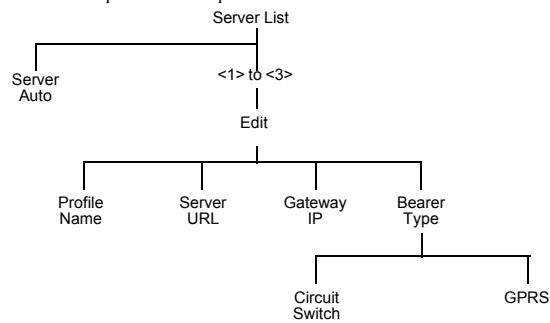 Server List
Server
Auto
<1> to <3>
Edit
Profile
Name
Server
URL
Gateway
IP
Bearer
Type
Circuit
Switch
GPRS